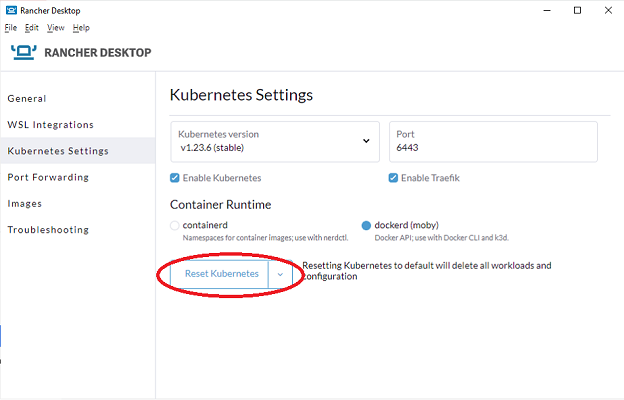 Rancher Desktop
File Edit View Help
RANCHER DESKTOP
General
WSL Integrations
Kubernetes Settings
Port Forwarding
Images
Troubleshooting
Kubernetes Settings
Kubernetes version
v1.23.6 (stable)
Port
6443
Enable Kubernetes
Enable Traefik
Container Runtime
containerd
Namespaces for container images; use with nerdctl.
dockerd (moby)
Docker API; use with Docker CLI and k3d.
Reset Kubernetes
Resetting Kubernetes to default will delete all workloads and
configuration